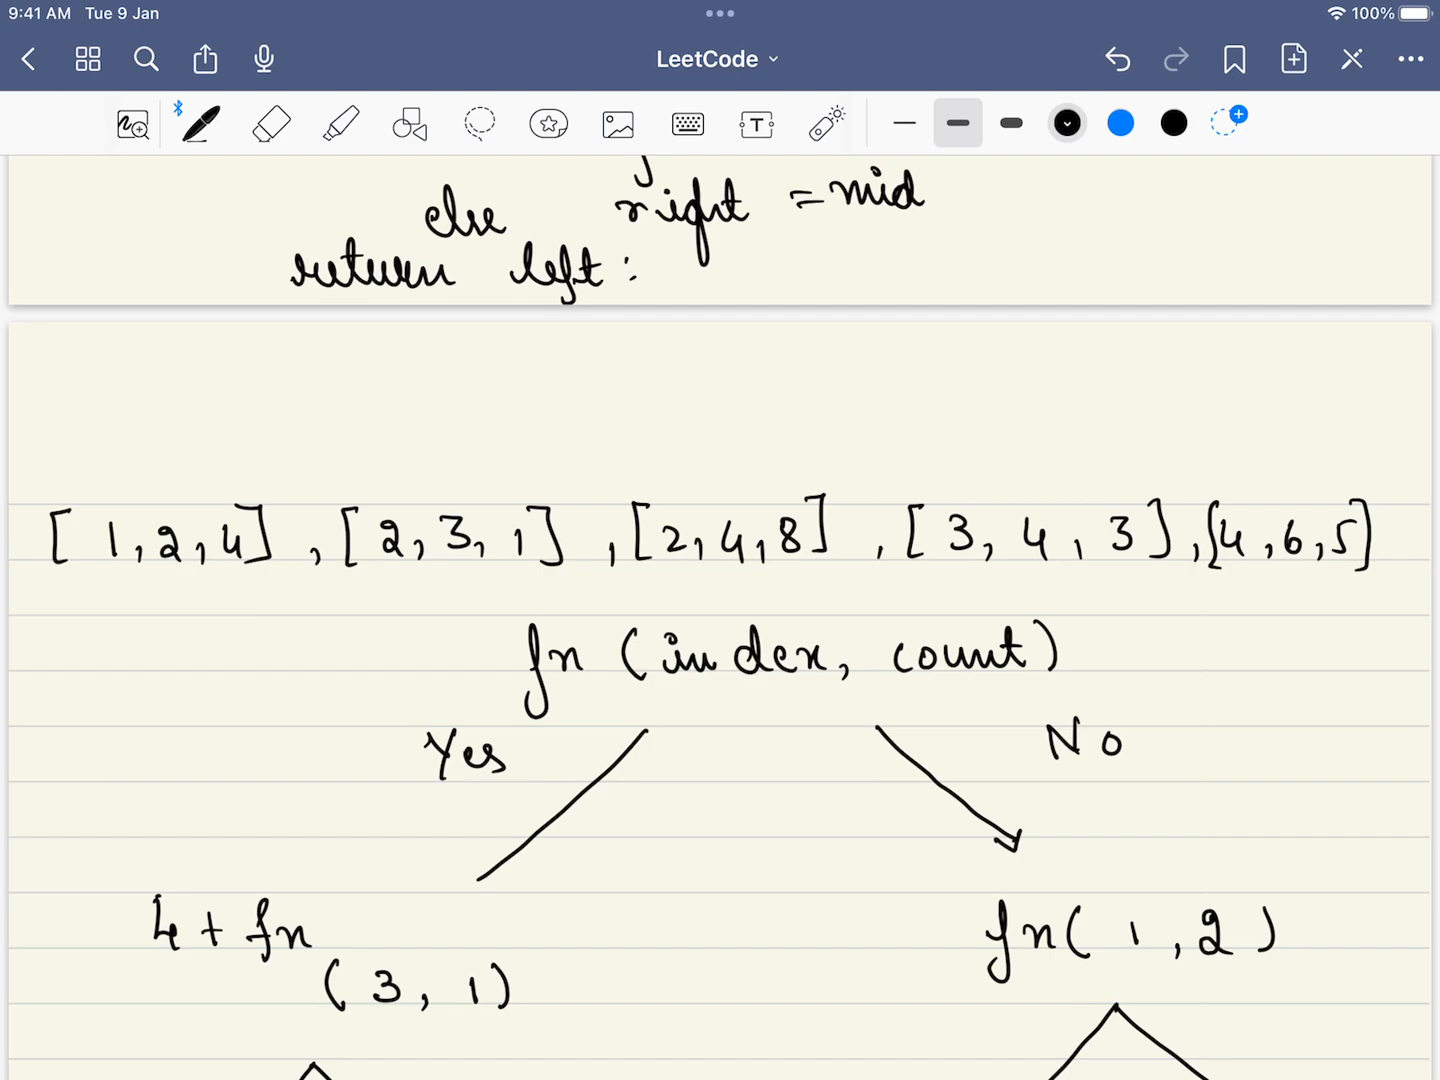 9:41 AM Tue 9 Jan
100%
LeetCode
T
else right = mid
return left :
[ 1, 2, 4 ] , [ 2, 3, 1 ] , [ 2, 4, 8 ] , [ 3, 4, 3 ] , [ 4, 6, 5 ]
fn ( index, count )
Yes No
4 + fn
( 3, 1 )
fn ( 1, 2 )